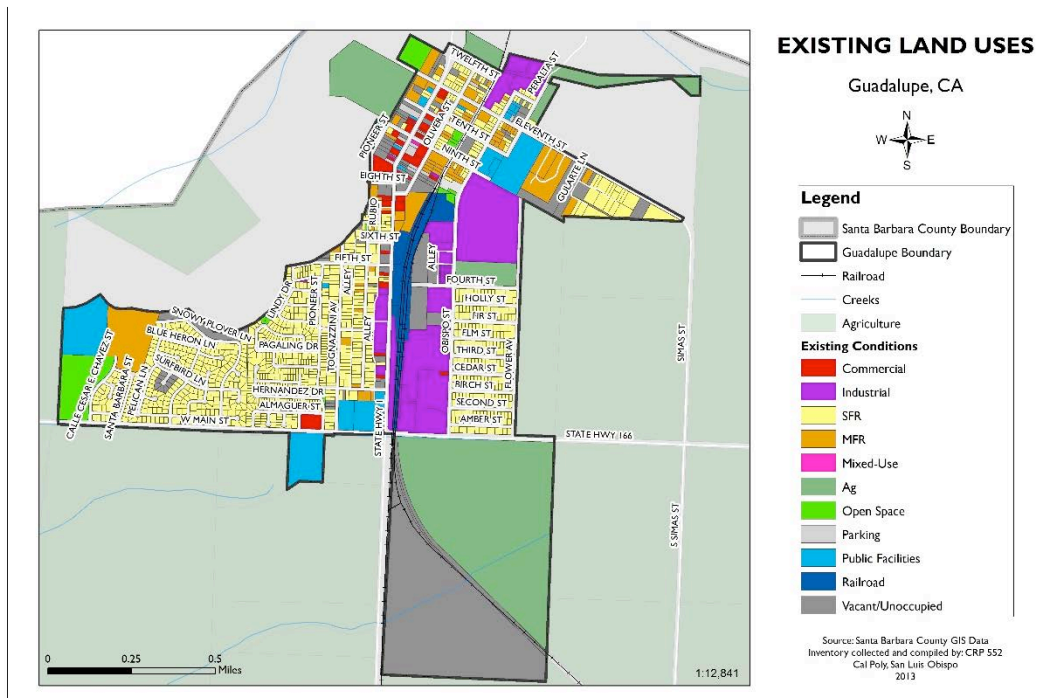 EXISTING LAND USES
Guadalupe, CA
N
W E
S
Legend
Santa Barbara County Boundary
Guadalupe Boundary
Railroad
Creeks
Agriculture
Existing Conditions
Commercial
Industrial
SFR
MFR
Mixed-Use
Ag
Open Space
Parking
Public Facilities
Railroad
Vacant/Unoccupied
Source: Santa Barbara County GIS Data
Inventory collected and compiled by: CRP 552
Cal Poly, San Luis Obispo
2013
TWELFTH ST
PERALTA ST
OLIVERA ST
PIONEER ST
TENTH ST
ELEVENTH ST
NINTH ST
EIGHTH ST
GULARTE LN
RUBIO
SIXTH ST
FIFTH ST
ALLEY
ALLEY
FOURTH ST
LINDY DR
PIONEER ST
HOLLY ST
SNOWY PLOVER LN
FIR ST
BLUE HERON LN
TOGNAZZINI AV
ALLEY
OBISPO ST
ELM ST
SIMAS ST
PAGALING DR
THIRD ST
FLOWER AV
CALLE CESAR E CHAVEZ ST
SANTA BARBARA ST
PELICAN LN
SURFBIRD LN
CEDAR ST
BIRCH ST
HERNANDEZ DR
SECOND ST
ALMAGUER ST
AMBER ST
W MAIN ST
STATE HWY 1
STATE HWY 166
S SIMAS ST
0 0.25 0.5
Miles
1:12,841